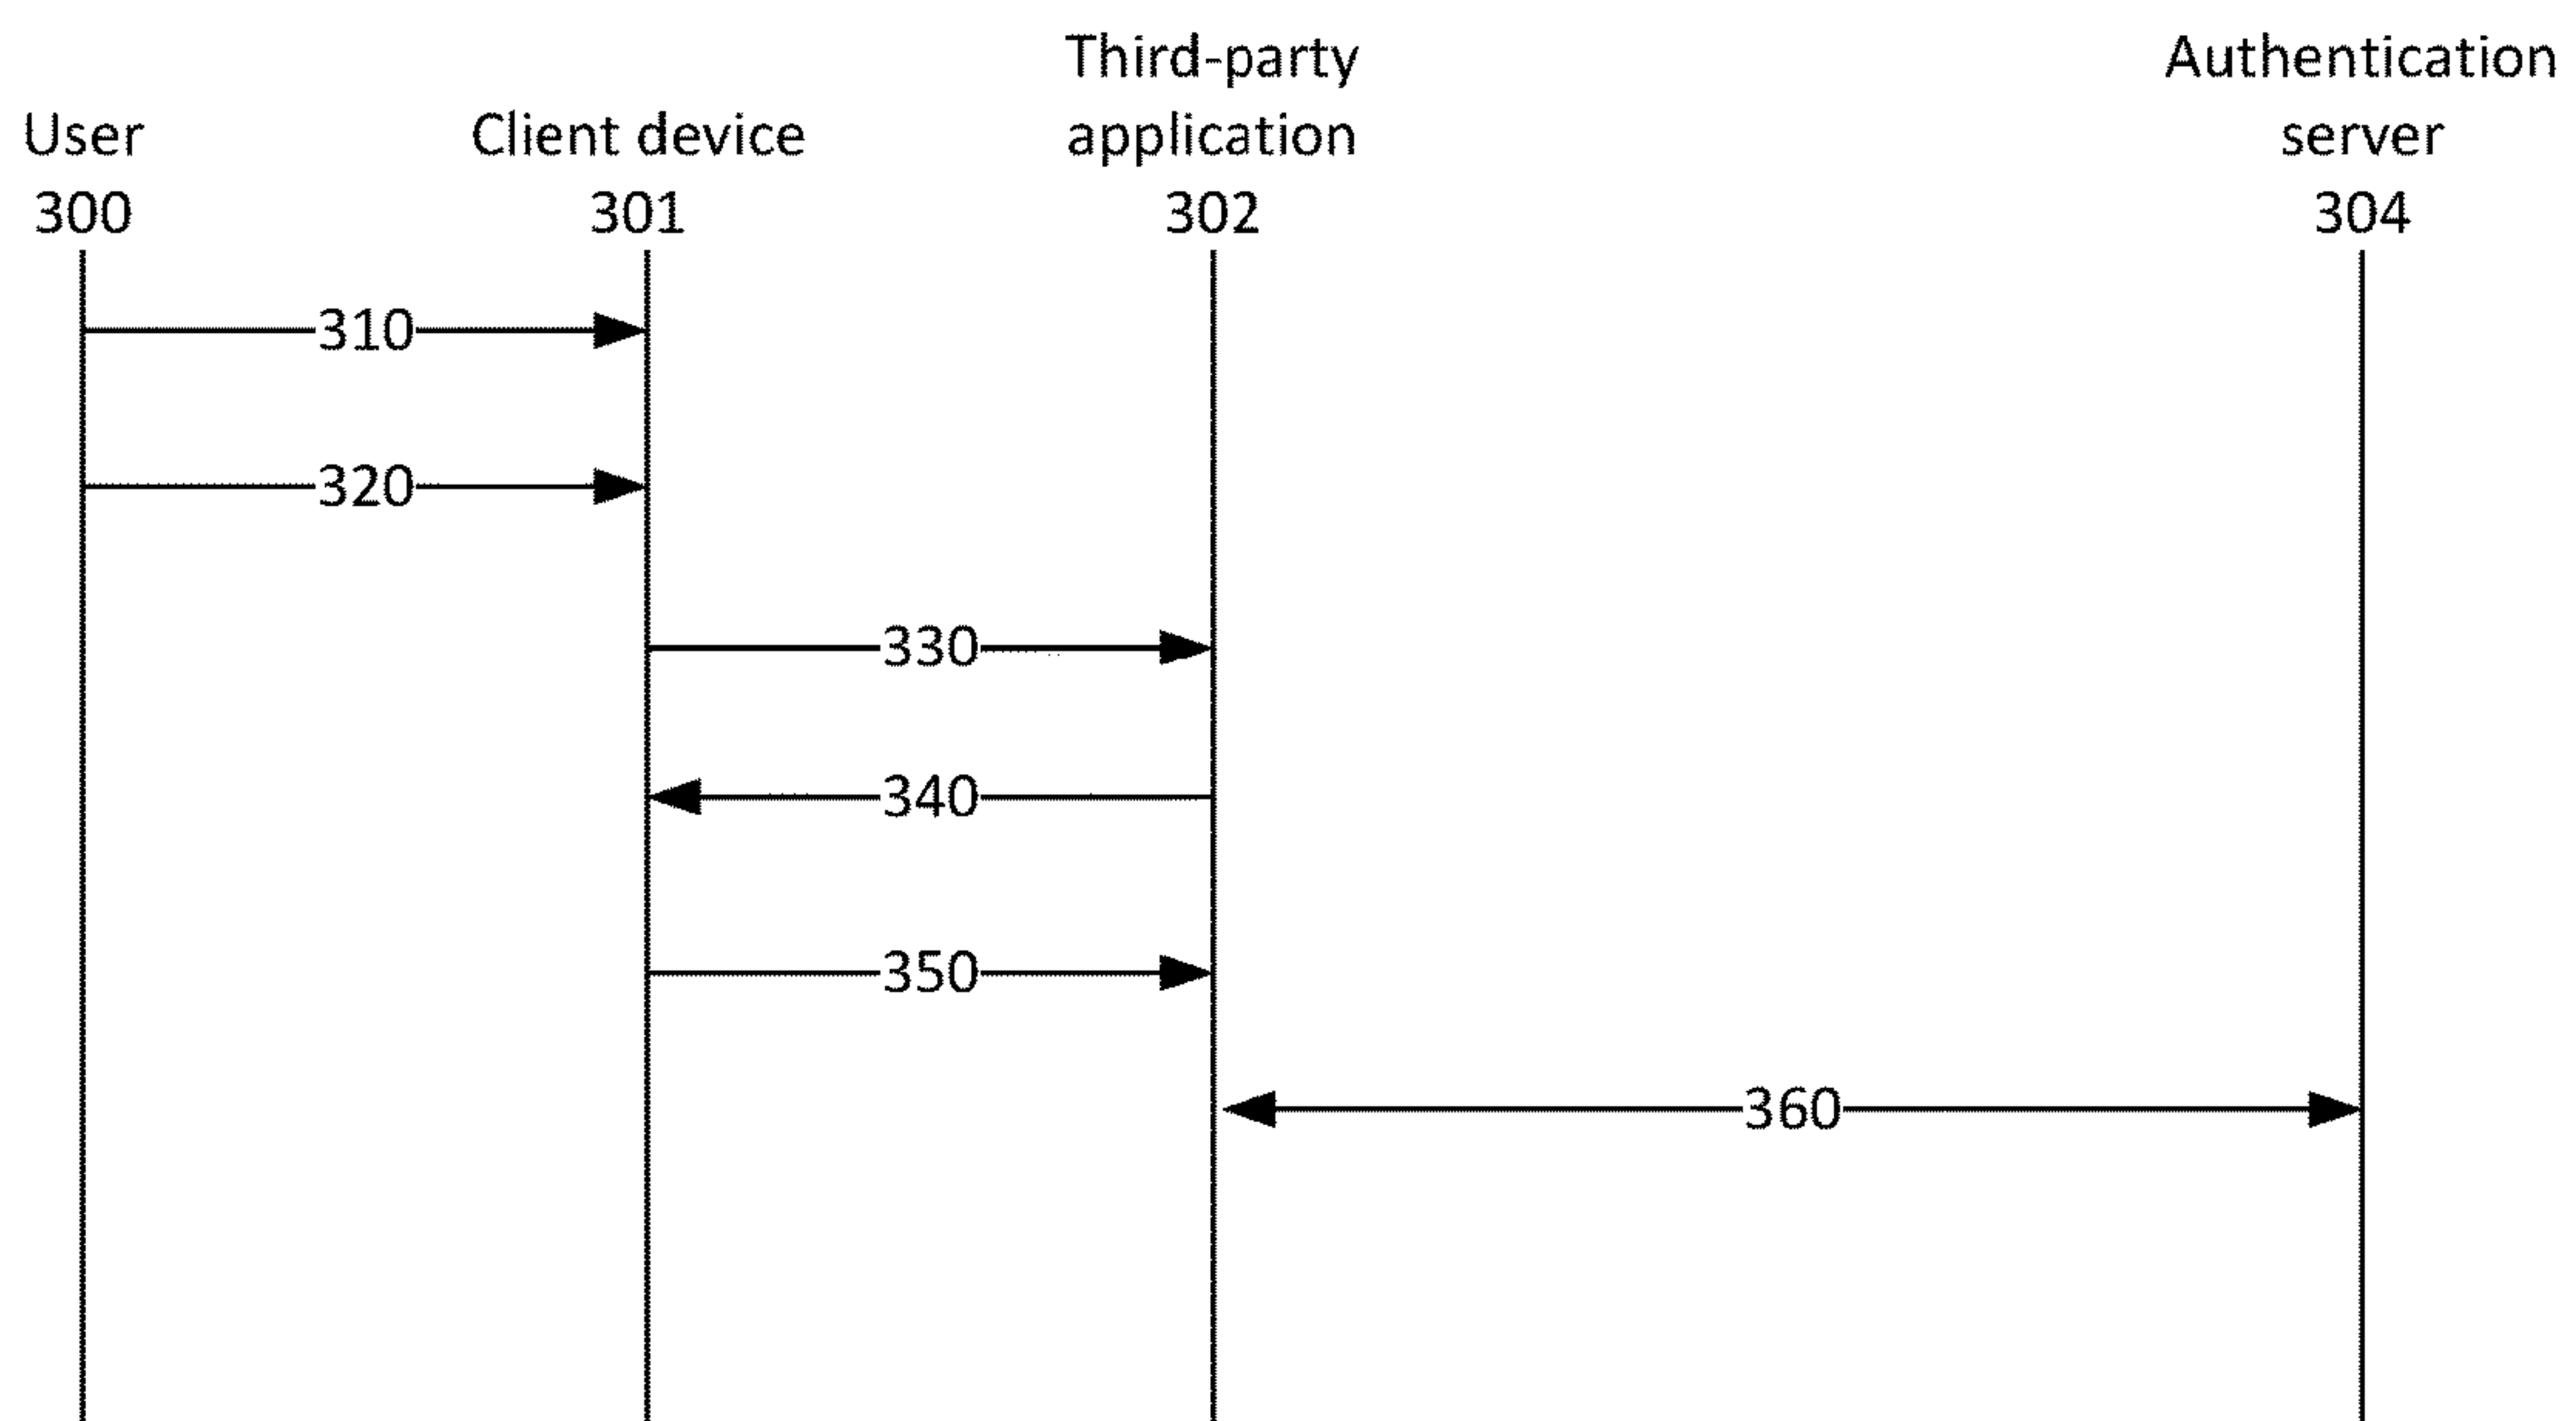 User
300
Client device
301
Third-party
application
302
Authentication
server
304
310
320
330
340
350
360